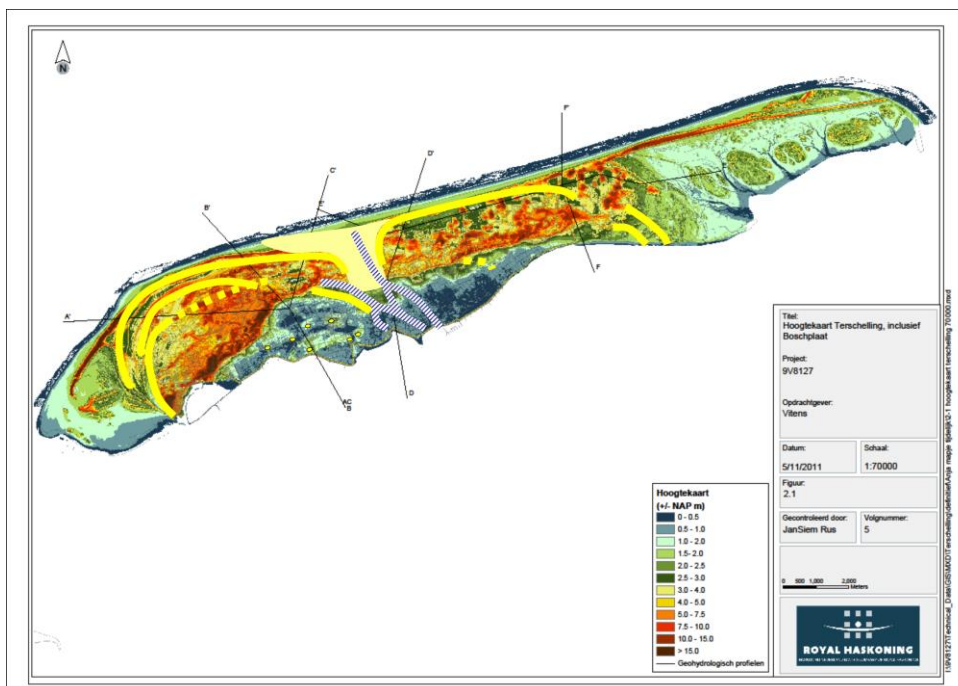 N
F'
D'
C'
E'
B'
A'
F
D
AC
B
Titel:
Hoogtekaart Terschelling, inclusief
Boschplaat
Project:
9V8127
Opdrachtgever:
Vitens
Datum:
5/11/2011
Schaal:
1:70000
Figuur:
2.1
Gecontroleerd door:
JanSiem Rus
Volgnummer:
5
0 500 1,000 2,000
Meters
ROYAL HASKONING
Hoogtekaart
(+/- NAP m)
0 - 0.5
0.5 - 1.0
1.0 - 2.0
1.5- 2.0
2.0 - 2.5
2.5 - 3.0
3.0 - 4.0
4.0 - 5.0
5.0 - 7.5
7.5 - 10.0
10.0 - 15.0
> 15.0
Geohydrologisch profielen